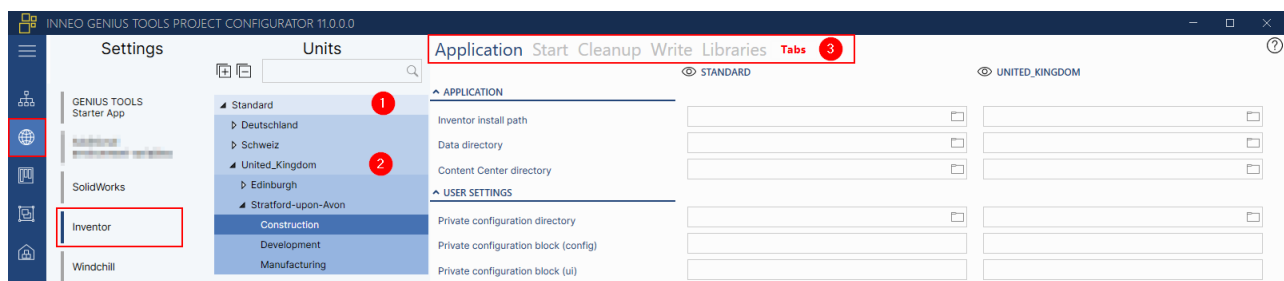 INNEO GENIUS TOOLS PROJECT CONFIGURATOR 11.0.0.0
Settings
Units
Application Start Cleanup Write Libraries Tabs 3
STANDARD
UNITED_KINGDOM
GENIUS TOOLS
Starter App
SolidWorks
Inventor
Windchill
Standard 1
Deutschland
Schweiz
United_Kingdom 2
Edinburgh
Stratford-upon-Avon
Construction
Development
Manufacturing
APPLICATION
Inventor install path
Data directory
Content Center directory
USER SETTINGS
Private configuration directory
Private configuration block (config)
Private configuration block (ui)